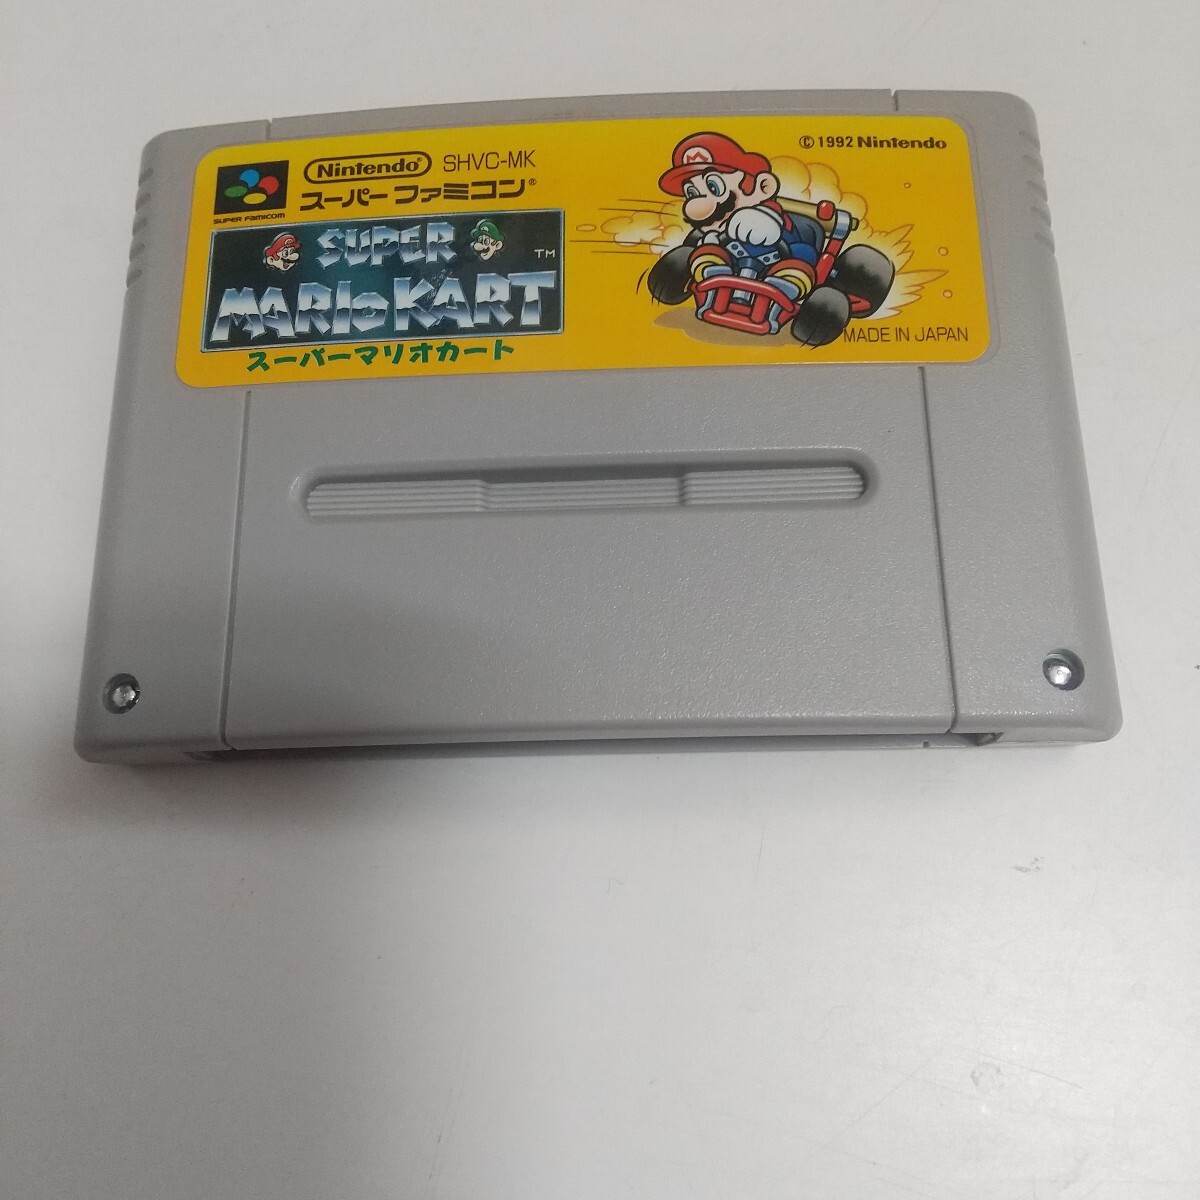 Nintendo® SHVC-MK
スーパーファミコン®
SUPER FAMICOM
SUPER
MARIO KART™
スーパーマリオカート
M
© 1992 Nintendo
MADE IN JAPAN